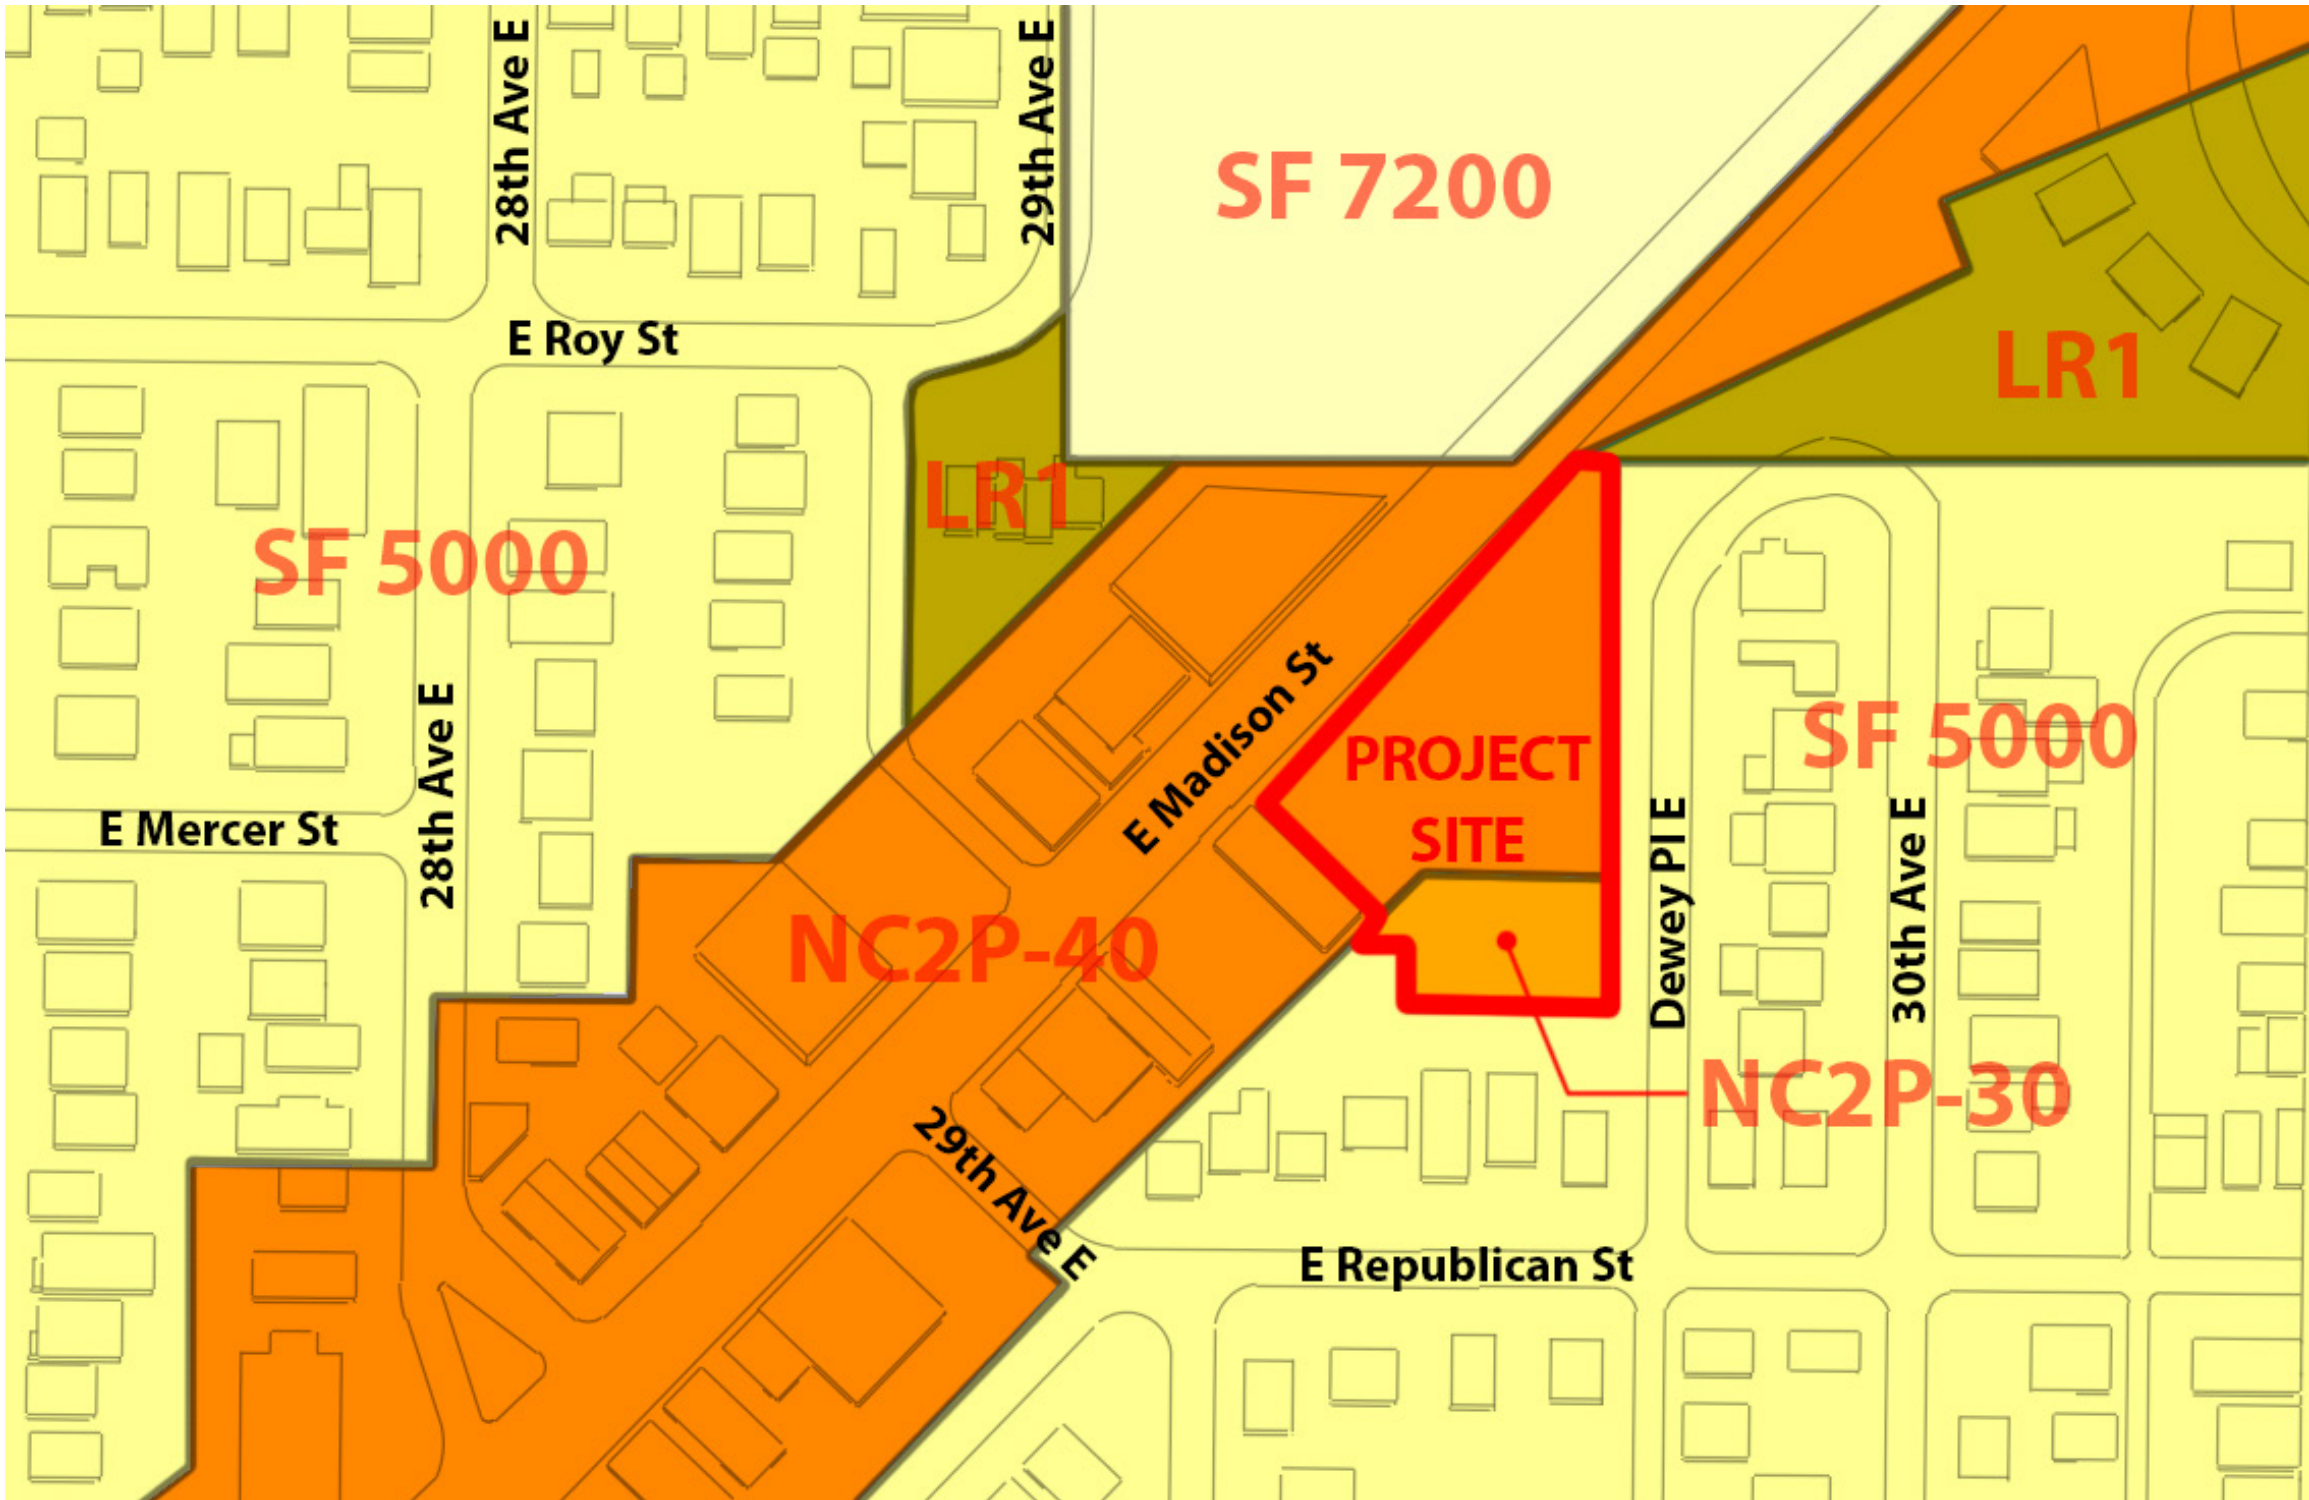 28th Ave E
29th Ave E
SF 7200
E Roy St
LR1
LR1
SF 5000
E Madison St
PROJECT
SITE
SF 5000
28th Ave E
E Mercer St
Dewey Pl E
30th Ave E
NC2P-40
NC2P-30
29th Ave E
E Republican St